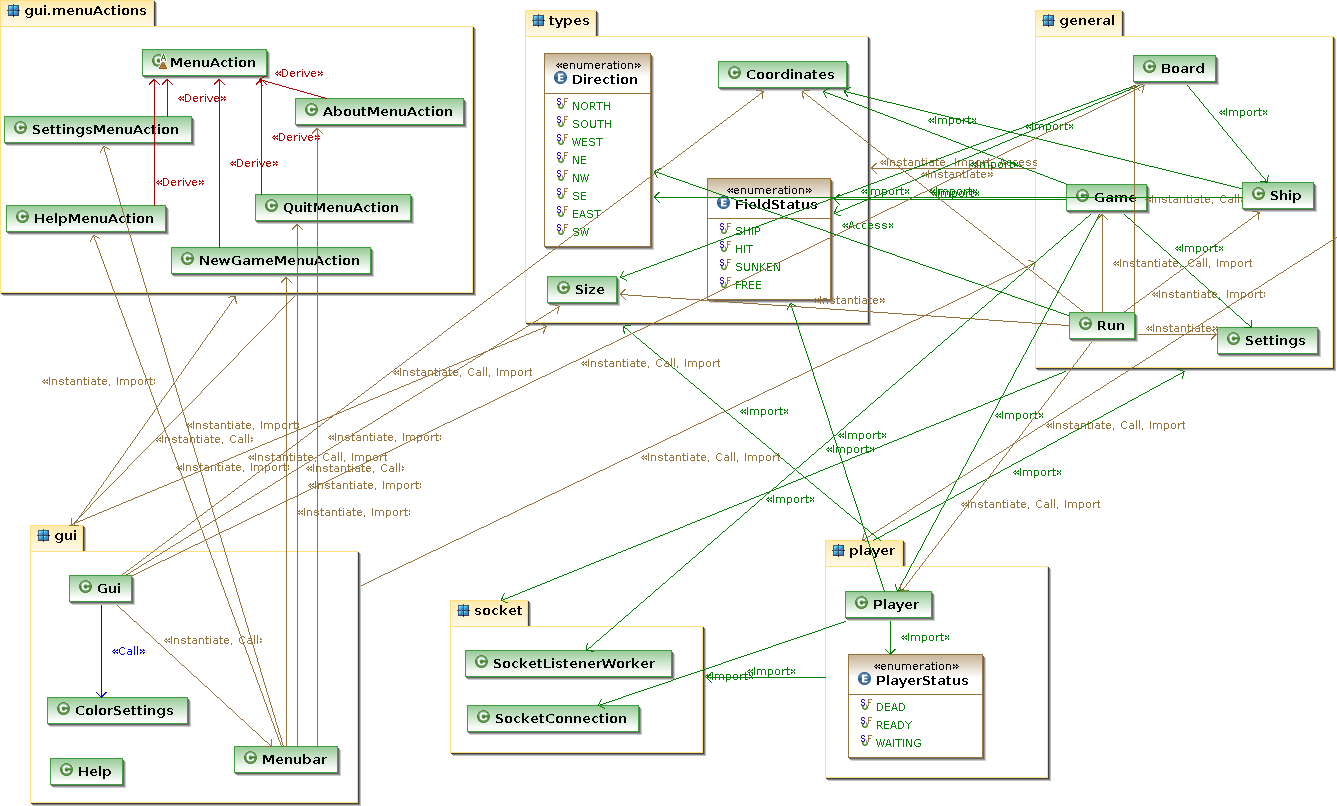 gui.menuActions
MenuAction
«Derive»
«Derive»
AboutMenuAction
SettingsMenuAction
«Derive»
«Derive»
«Derive»
QuitMenuAction
HelpMenuAction
NewGameMenuAction
types
«enumeration»
Direction
NORTH
SOUTH
WEST
NE
NW
SE
EAST
SW
Coordinates
«enumeration»
FieldStatus
SHIP
HIT
SUNKEN
FREE
Size
general
Board
«Import»
«Import»
«Import»
«Instantiate, Import, Access
«Import»
«Instantiate»
«Import»
«Import»
«Import»
Game
Ship
«Instantiate, Call»
«Access»
«Import»
«Instantiate, Call, Import
«Instantiate, Import»
«Instantiate»
Run
«Instantiate»
Settings
«Instantiate, Call, Import
«Instantiate, Call, Import
«Instantiate, Import»
«Import»
«Import»
«Instantiate, Import»
«Instantiate, Call, Import
«Instantiate, Call»
«Instantiate, Import»
«Import»
«Import»
«Instantiate, Call, Import
«Instantiate, Import»
«Instantiate, Call»
«Instantiate, Call, Import
«Import»
«Instantiate, Import»
«Import»
«Instantiate, Call, Import
«Instantiate, Import»
gui
Gui
«Instantiate, Call»
«Call»
ColorSettings
Help
Menubar
socket
SocketListenerWorker
SocketConnection
«Import»
«Import»
player
Player
«Import»
«enumeration»
PlayerStatus
DEAD
READY
WAITING